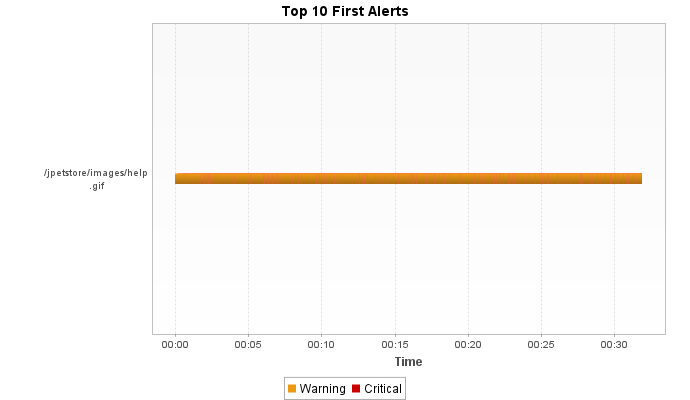 Top 10 First Alerts
/jpetstore/images/help
.gif
00:00 00:05 00:10 00:15 00:20 00:25 00:30
Time
Warning Critical